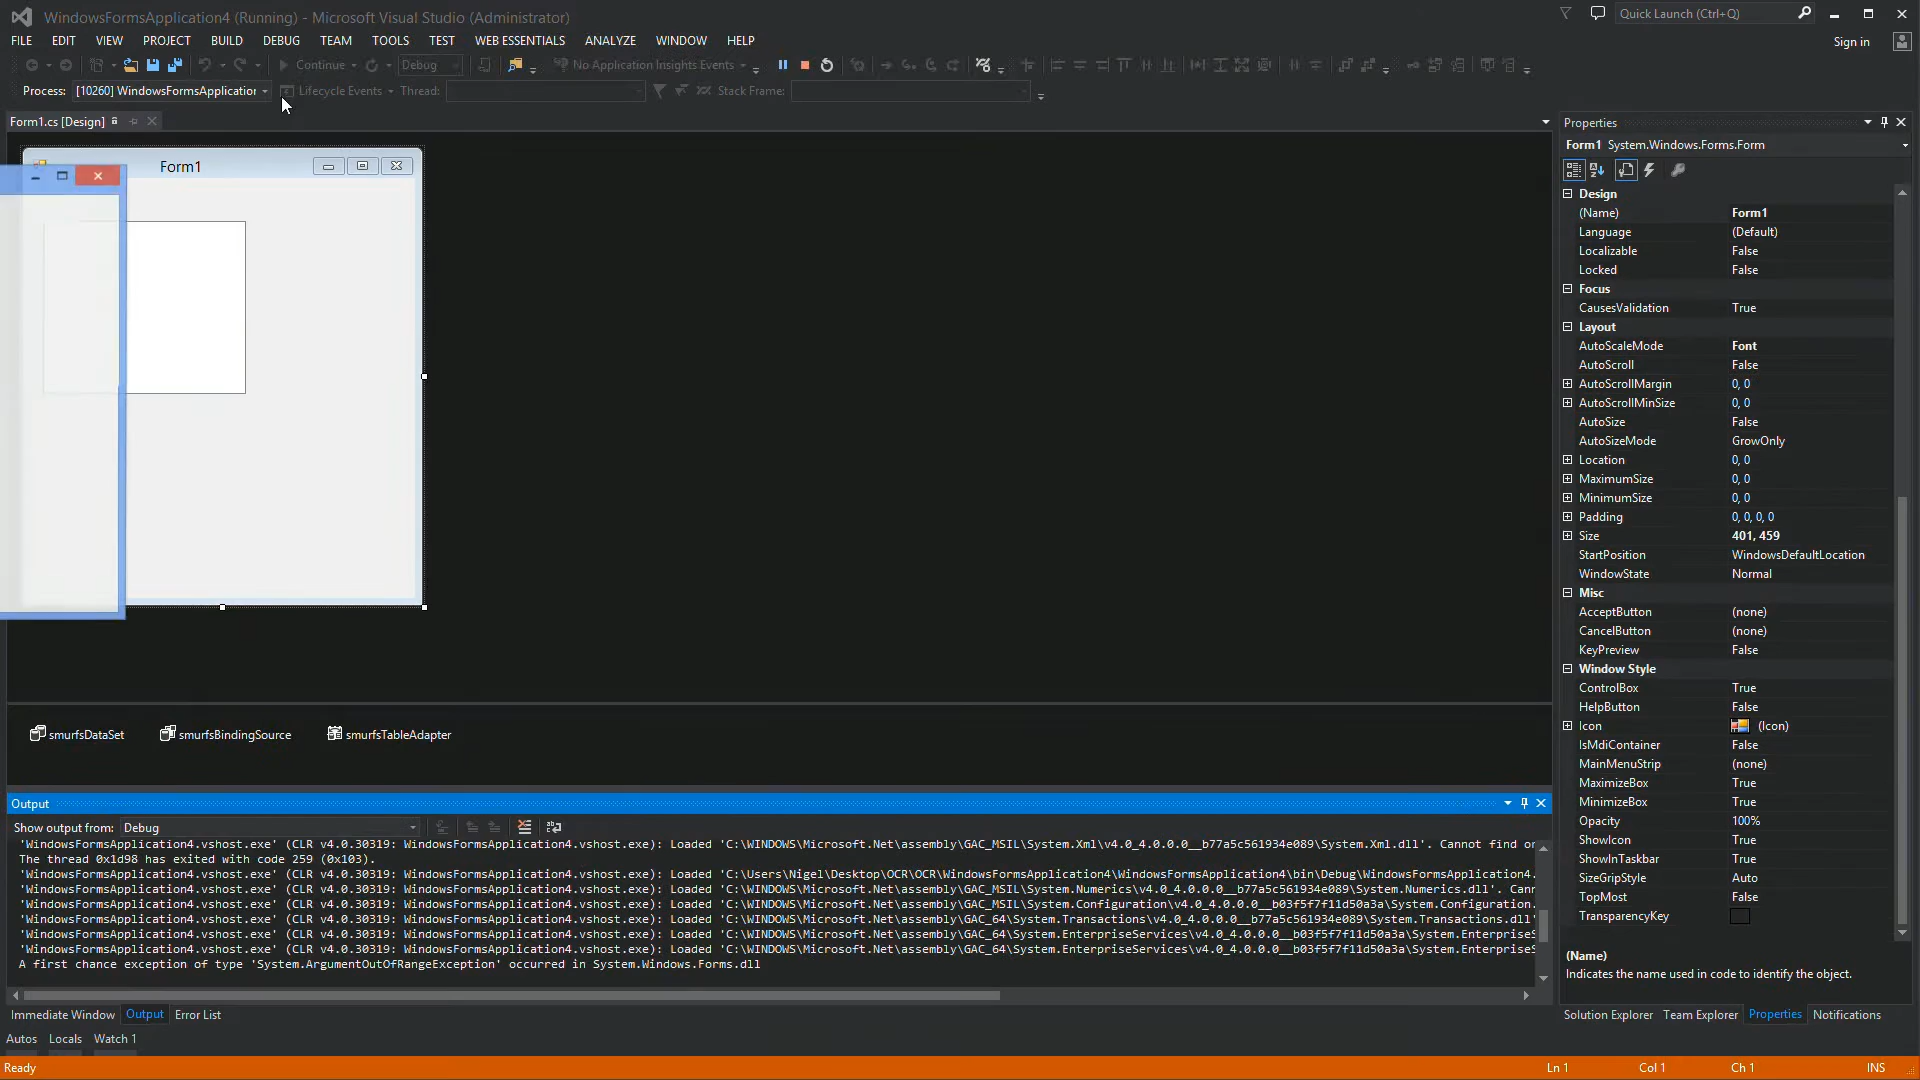 WindowsFormsApplication4 (Running) - Microsoft Visual Studio (Administrator)
Quick Launch (Ctrl+Q)
FILE EDIT VIEW PROJECT BUILD DEBUG TEAM TOOLS TEST WEB ESSENTIALS ANALYZE WINDOW HELP
Sign in
Continue Debug No Application Insights Events
Process: [10260] WindowsFormsApplication Lifecycle Events Thread: Stack Frame:
Form1.cs [Design]
Form1
smurfsDataSet smurfsBindingSource smurfsTableAdapter
Output
Show output from: Debug
'WindowsFormsApplication4.vshost.exe' (CLR v4.0.30319: WindowsFormsApplication4.vshost.exe): Loaded 'C:\WINDOWS\Microsoft.Net\assembly\GAC_MSIL\System.Xml\v4.0_4.0.0.0__b77a5c561934e089\System.Xml.dll'. Cannot find or
The thread 0x1d98 has exited with code 259 (0x103).
'WindowsFormsApplication4.vshost.exe' (CLR v4.0.30319: WindowsFormsApplication4.vshost.exe): Loaded 'C:\Users\Nigel\Desktop\OCR\OCR\WindowsFormsApplication4\WindowsFormsApplication4\bin\Debug\WindowsFormsApplication4.
'WindowsFormsApplication4.vshost.exe' (CLR v4.0.30319: WindowsFormsApplication4.vshost.exe): Loaded 'C:\WINDOWS\Microsoft.Net\assembly\GAC_MSIL\System.Numerics\v4.0_4.0.0.0__b77a5c561934e089\System.Numerics.dll'. Cann
'WindowsFormsApplication4.vshost.exe' (CLR v4.0.30319: WindowsFormsApplication4.vshost.exe): Loaded 'C:\WINDOWS\Microsoft.Net\assembly\GAC_MSIL\System.Configuration\v4.0_4.0.0.0__b03f5f7f11d50a3a\System.Configuration.
'WindowsFormsApplication4.vshost.exe' (CLR v4.0.30319: WindowsFormsApplication4.vshost.exe): Loaded 'C:\WINDOWS\Microsoft.Net\assembly\GAC_64\System.Transactions\v4.0_4.0.0.0__b77a5c561934e089\System.Transactions.dll'
'WindowsFormsApplication4.vshost.exe' (CLR v4.0.30319: WindowsFormsApplication4.vshost.exe): Loaded 'C:\WINDOWS\Microsoft.Net\assembly\GAC_64\System.EnterpriseServices\v4.0_4.0.0.0__b03f5f7f11d50a3a\System.EnterpriseS
'WindowsFormsApplication4.vshost.exe' (CLR v4.0.30319: WindowsFormsApplication4.vshost.exe): Loaded 'C:\WINDOWS\Microsoft.Net\assembly\GAC_64\System.EnterpriseServices\v4.0_4.0.0.0__b03f5f7f11d50a3a\System.EnterpriseS
A first chance exception of type 'System.ArgumentOutOfRangeException' occurred in System.Windows.Forms.dll
Immediate Window Output Error List
Autos Locals Watch 1
Properties
Form1 System.Windows.Forms.Form
Design
(Name) Form1
Language (Default)
Localizable False
Locked False
Focus
CausesValidation True
Layout
AutoScaleMode Font
AutoScroll False
AutoScrollMargin 0, 0
AutoScrollMinSize 0, 0
AutoSize False
AutoSizeMode GrowOnly
Location 0, 0
MaximumSize 0, 0
MinimumSize 0, 0
Padding 0, 0, 0, 0
Size 401, 459
StartPosition WindowsDefaultLocation
WindowState Normal
Misc
AcceptButton (none)
CancelButton (none)
KeyPreview False
Window Style
ControlBox True
HelpButton False
Icon (Icon)
IsMdiContainer False
MainMenuStrip (none)
MaximizeBox True
MinimizeBox True
Opacity 100%
ShowIcon True
ShowInTaskbar True
SizeGripStyle Auto
TopMost False
TransparencyKey
(Name)
Indicates the name used in code to identify the object.
Solution Explorer Team Explorer Properties Notifications
Ready Ln 1 Col 1 Ch 1 INS